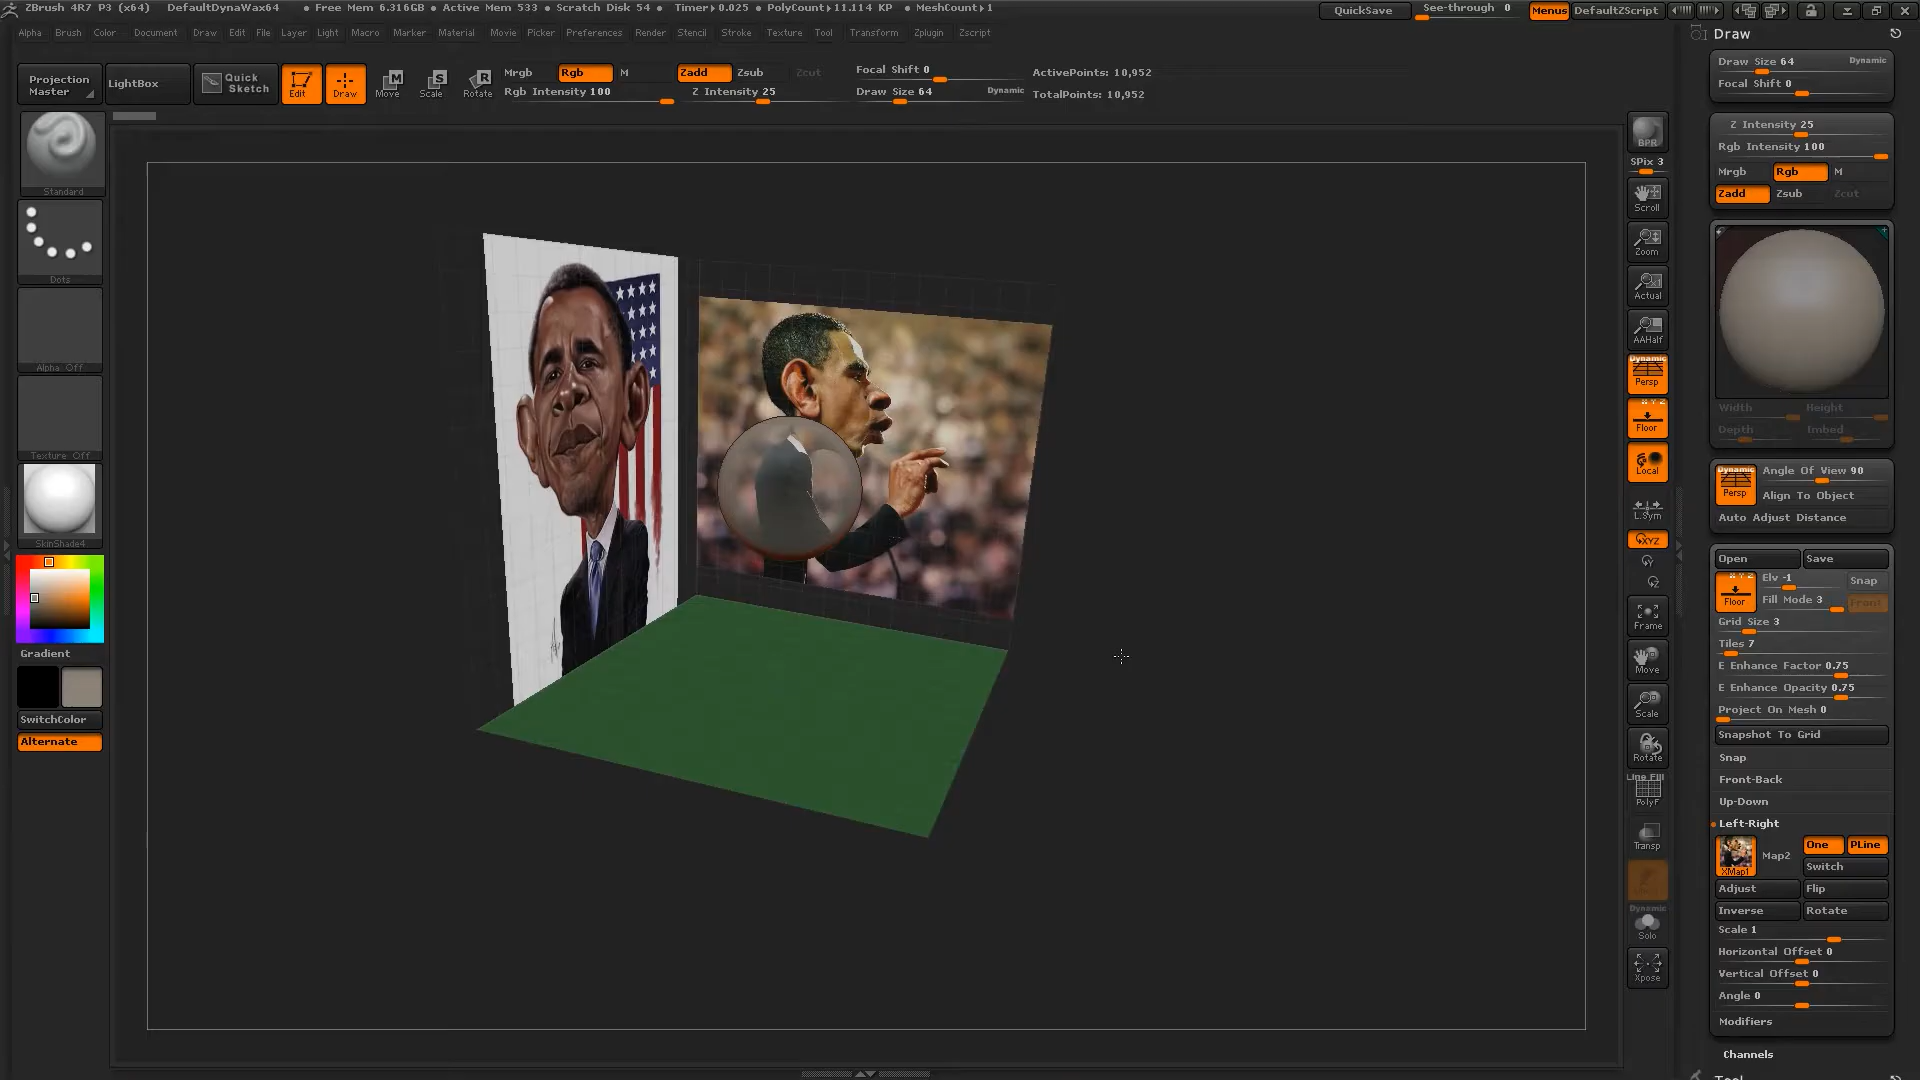 ZBrush 4R7 P3 (x64) DefaultDynaWax64 • Free Mem 6.316GB • Active Mem 533 • Scratch Disk 54 • Timer▸0.025 • PolyCount▸11.114 KP • MeshCount▸1
QuickSave See-through 0 Menus DefaultZScript
Alpha Brush Color Document Draw Edit File Layer Light Macro Marker Material Movie Picker Preferences Render Stencil Stroke Texture Tool Transform Zplugin Zscript
Projection Master
LightBox
Quick Sketch
Edit
Draw
M
Move
S
Scale
R
Rotate
Mrgb Rgb M
Rgb Intensity 100
Zadd Zsub Zcut
Z Intensity 25
Focal Shift 0
Draw Size 64 Dynamic
ActivePoints: 10,952
TotalPoints: 10,952
Standard
Dots
Alpha Off
Texture Off
SkinShade4
Gradient
SwitchColor
Alternate
BPR
SPix 3
Scroll
Zoom
Actual
AAHalf
Dynamic
Persp
X Y Z
Floor
Local
L.Sym
XYZ
Y
Z
Frame
Move
Scale
Rotate
Line Fill
PolyF
Transp
Dynamic
Solo
Xpose
Draw
Draw Size 64 Dynamic
Focal Shift 0
Z Intensity 25
Rgb Intensity 100
Mrgb Rgb M
Zadd Zsub Zcut
Width Height
Depth Imbed
Dynamic
Persp
Angle Of View 90
Align To Object
Auto Adjust Distance
Open Save
X Y Z
Floor
Elv -1 Snap
Fill Mode 3 Front
Grid Size 3
Tiles 7
E Enhance Factor 0.75
E Enhance Opacity 0.75
Project On Mesh 0
Snapshot To Grid
Snap
Front-Back
Up-Down
Left-Right
XMap1
Map2
One PLine
Switch
Adjust Flip
Inverse Rotate
Scale 1
Horizontal Offset 0
Vertical Offset 0
Angle 0
Modifiers
Channels
Tool